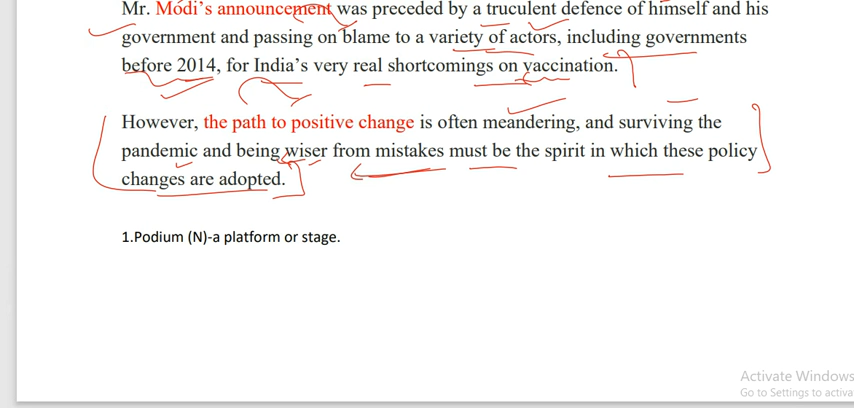 Mr. Modi's announcement was preceded by a truculent defence of himself and his
government and passing on blame to a variety of actors, including governments
before 2014, for India's very real shortcomings on vaccination.
However, the path to positive change is often meandering, and surviving the
pandemic and being wiser from mistakes must be the spirit in which these policy
changes are adopted.
1.Podium (N)-a platform or stage.
Activate Windows
Go to Settings to activa